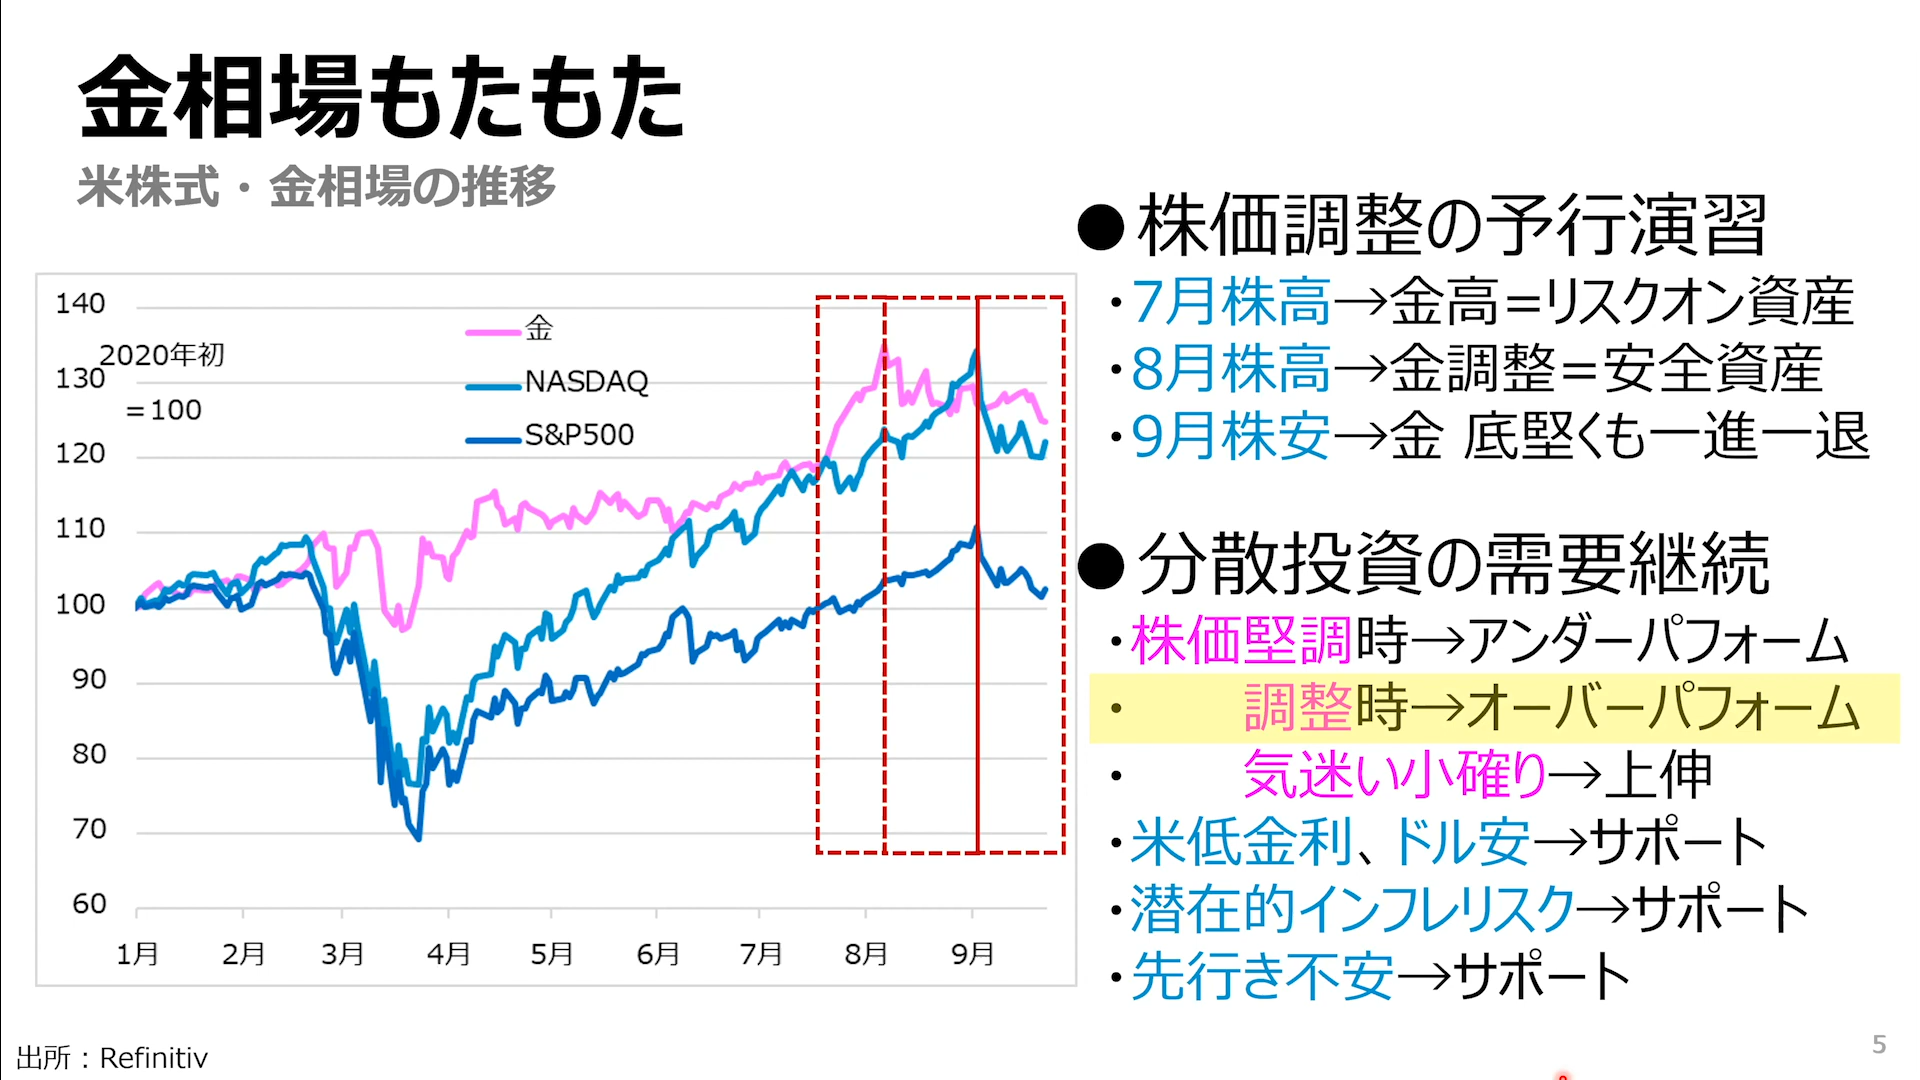 金相場もたもた
米株式・金相場の推移
140
130
120
110
100
90
80
70
60
2020年初
＝100
金
NASDAQ
S&P500
1月 2月 3月 4月 5月 6月 7月 8月 9月
出所：Refinitiv
●株価調整の予行演習
・7月株高→金高＝リスクオン資産
・8月株高→金調整＝安全資産
・9月株安→金 底堅くも一進一退
●分散投資の需要継続
・株価堅調時→アンダーパフォーム
・　　調整時→オーバーパフォーム
・　　気迷い小確り→上伸
・米低金利、ドル安→サポート
・潜在的インフレリスク→サポート
・先行き不安→サポート
5